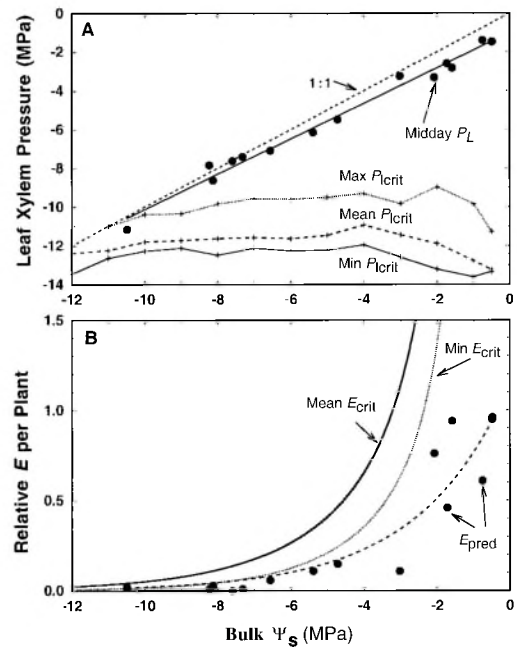 A
Leaf Xylem Pressure (MPa)
0
-2
-4
-6
-8
-10
-12
-14
1:1
Midday P_L
Max P_lcrit
Mean P_lcrit
Min P_lcrit
-12
-10
-8
-6
-4
-2
0
B
Relative E per Plant
1.5
1.0
0.5
0.0
Mean E_crit
Min E_crit
E_pred
-12
-10
-8
-6
-4
-2
0
Bulk Ψ_s (MPa)